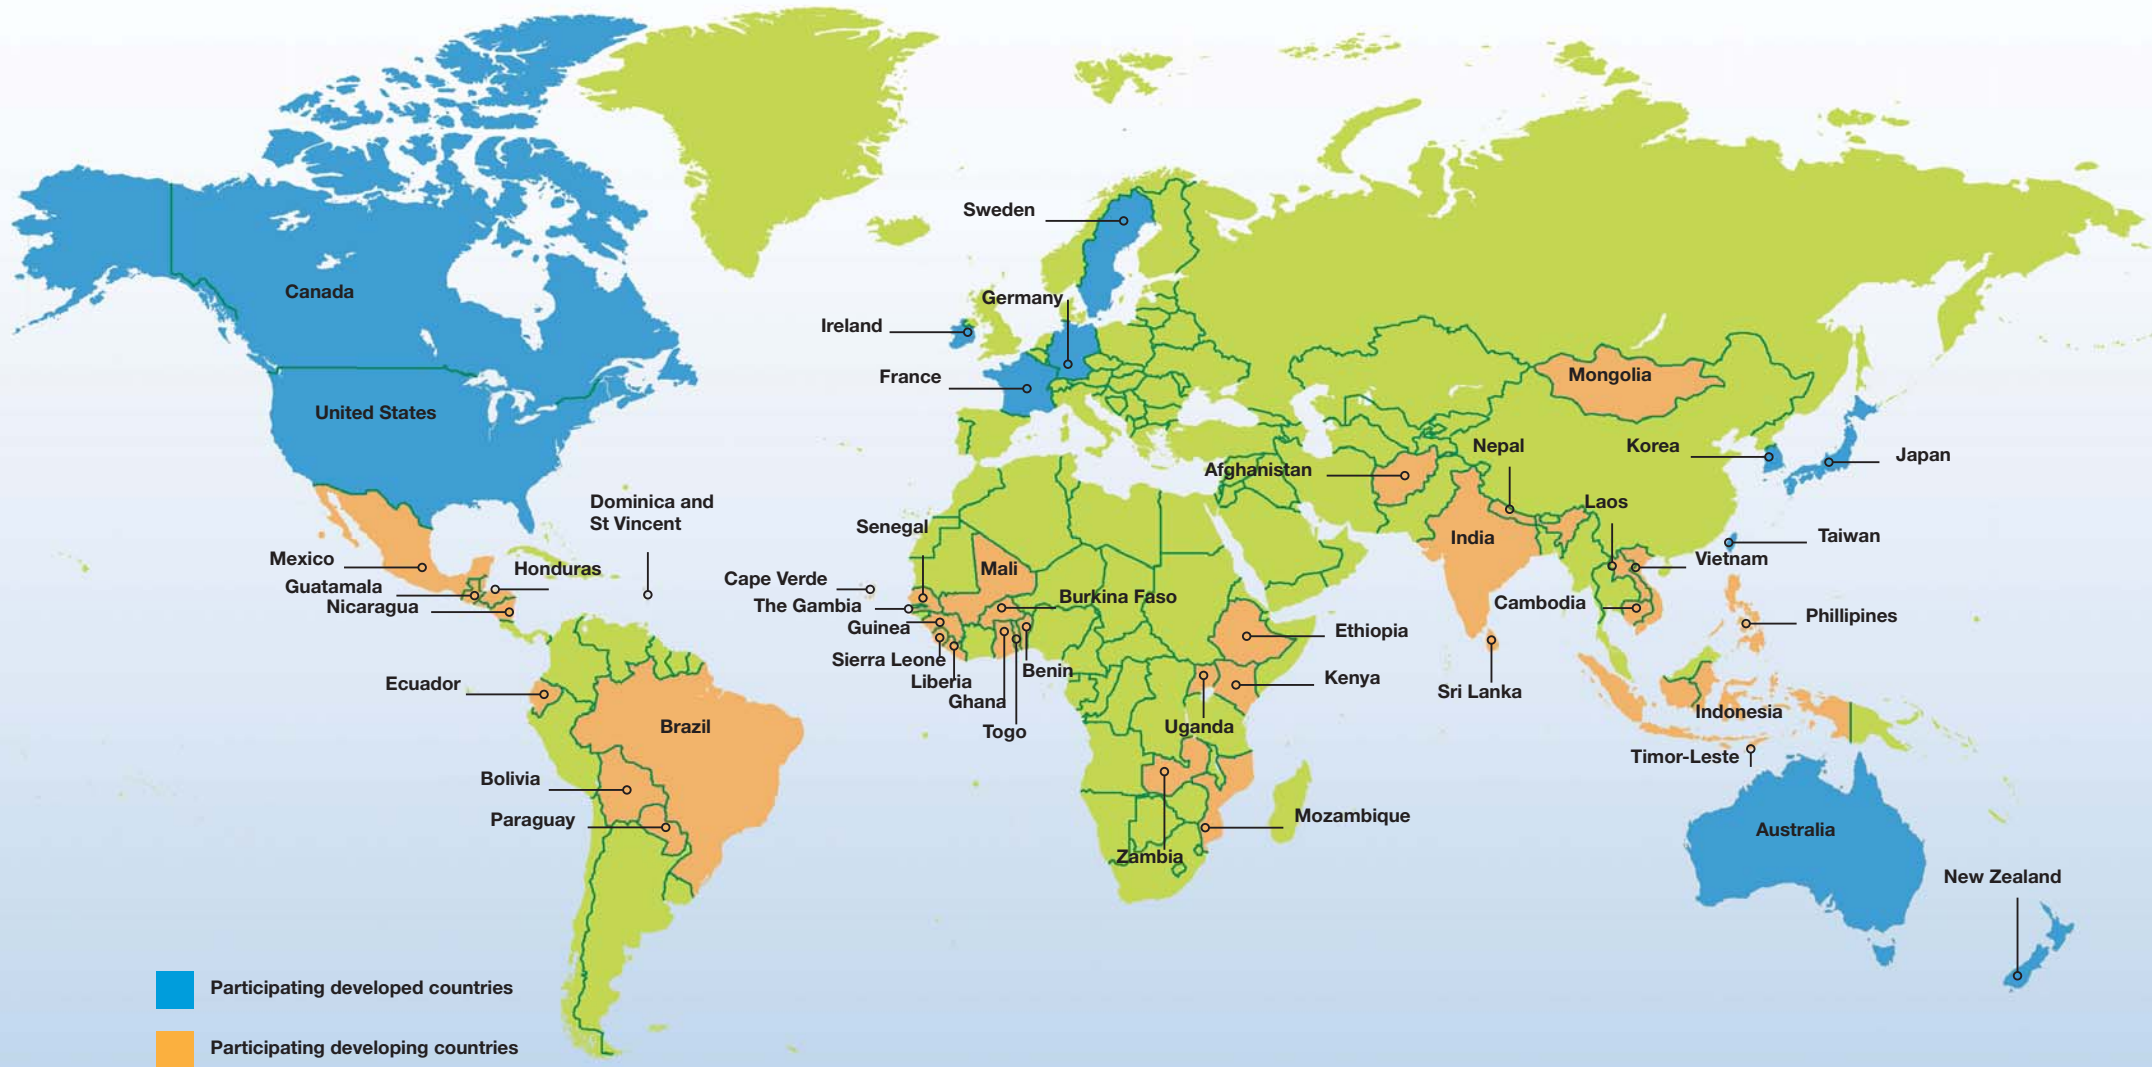 Sweden
Germany
Canada
Ireland
France
Mongolia
United States
Nepal
Korea
Japan
Afghanistan
Dominica and
St Vincent
Laos
Senegal
India
Taiwan
Mexico
Honduras
Mali
Vietnam
Guatamala
Cape Verde
Burkina Faso
Nicaragua
The Gambia
Cambodia
Phillipines
Guinea
Ethiopia
Sierra Leone
Benin
Liberia
Kenya
Ecuador
Ghana
Sri Lanka
Indonesia
Brazil
Togo
Uganda
Timor-Leste
Bolivia
Paraguay
Mozambique
Australia
Zambia
New Zealand
Participating developed countries
Participating developing countries